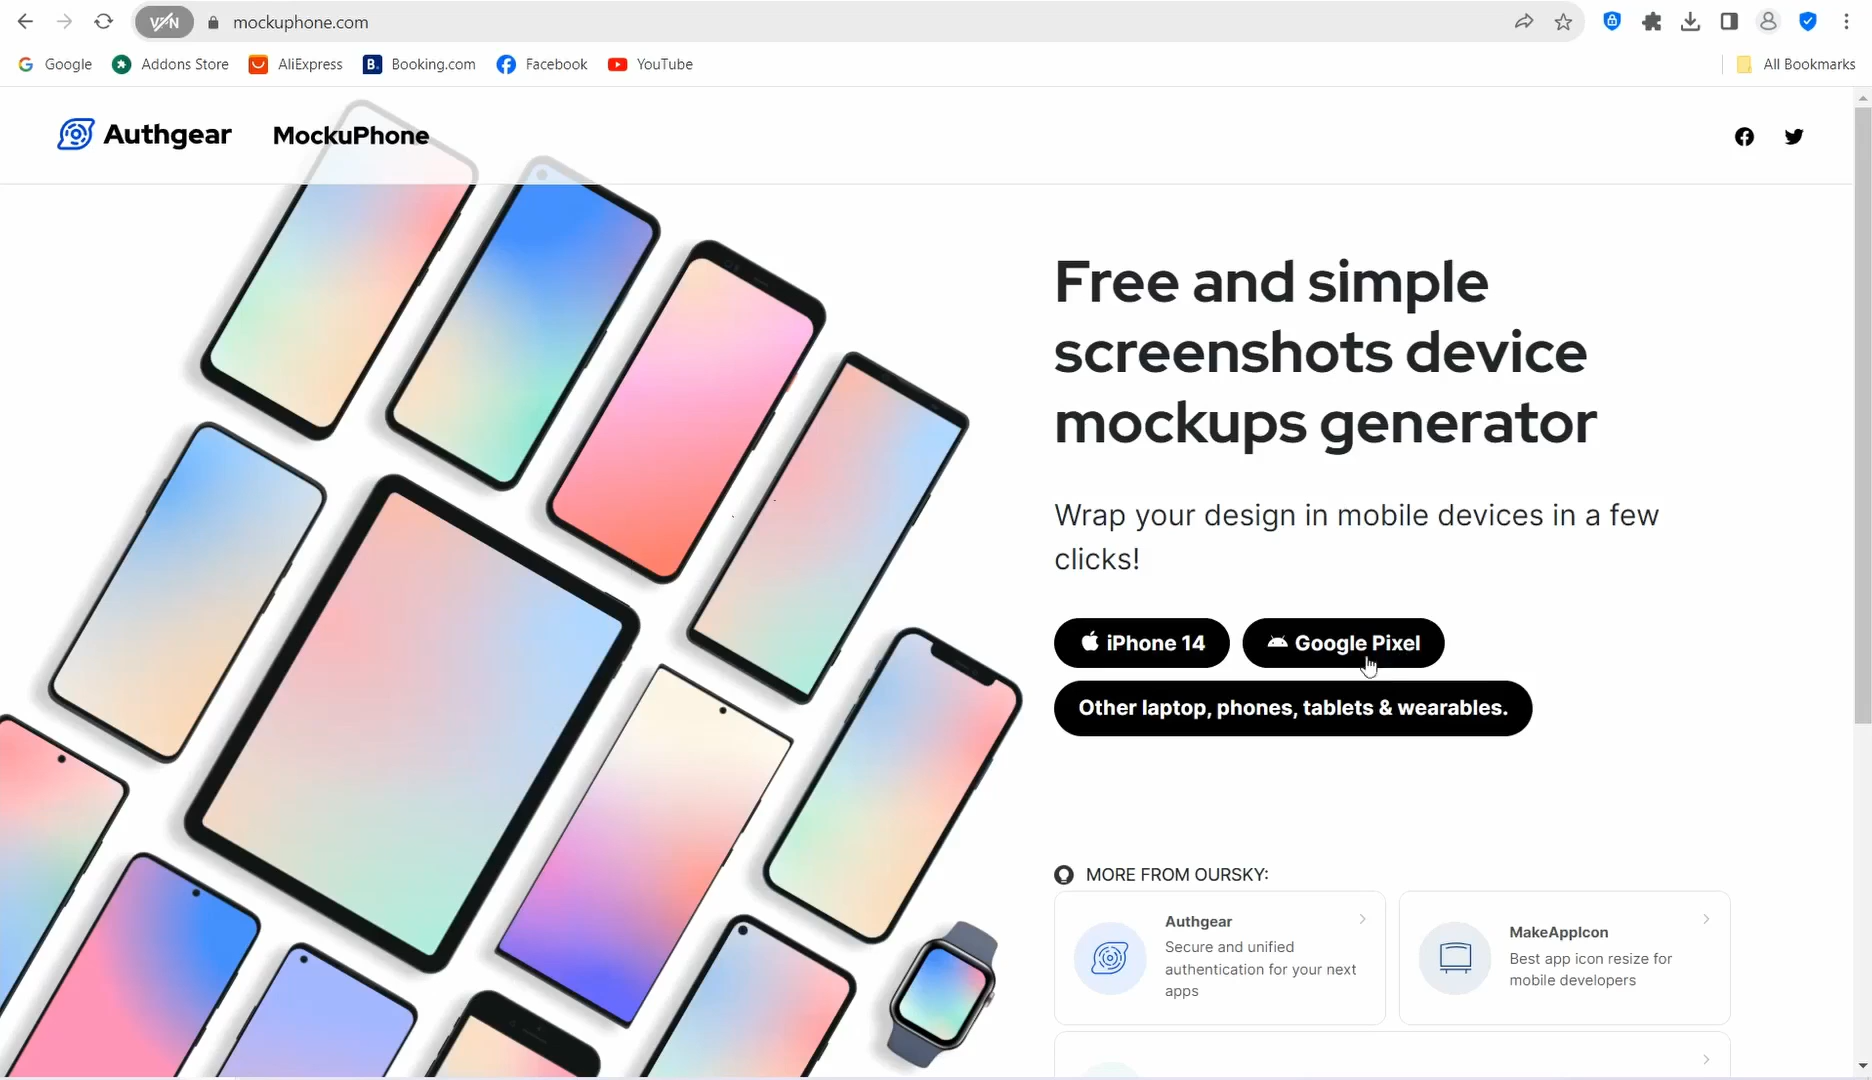 VPN
mockuphone.com
Google
Addons Store
AliExpress
B. Booking.com
Facebook
YouTube
All Bookmarks
Authgear
MockuPhone
Free and simple
screenshots device
mockups generator
Wrap your design in mobile devices in a few
clicks!
iPhone 14
Google Pixel
Other laptop, phones, tablets & wearables.
MORE FROM OURSKY:
Authgear
Secure and unified
authentication for your next
apps
MakeAppIcon
Best app icon resize for
mobile developers